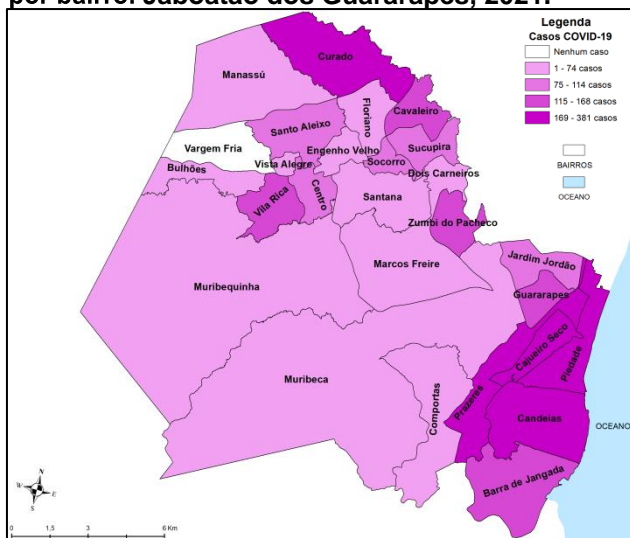 por bairro. Jaboatão dos Guararapes, 2021.
Legenda
Casos COVID-19
Nenhum caso
1 - 74 casos
75 - 114 casos
115 - 168 casos
169 - 381 casos
BAIRROS
OCEANO
Curado
Manassú
Floriano
Cavaleiro
Santo Aleixo
Vargem Fria
Engenho Velho
Sucupira
Vista Alegre
Socorro
Bulhões
Dois Carneiros
Vila Rica
Centro
Santana
Zumbi do Pacheco
Marcos Freire
Jardim Jordão
Muribequinha
Guararapes
Cajueiro Seco
Piedade
Muribeca
Comportas
Prazeres
Candeias
OCEANO
Barra de Jangada
N
W
E
S
0 1,5 3 6 Km